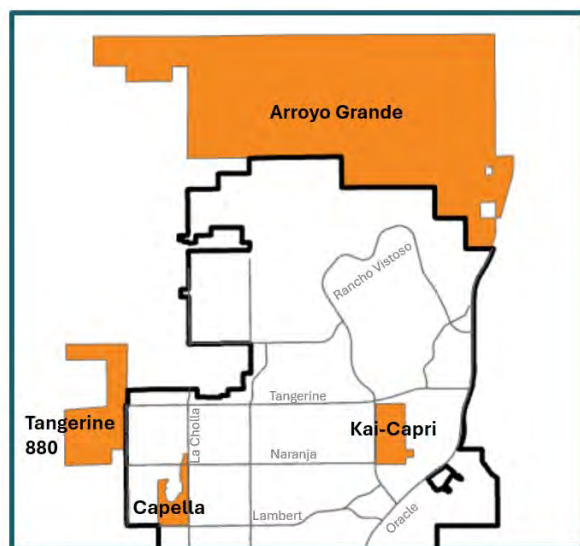 Arroyo Grande
Rancho Vistoso
Tangerine
Tangerine
880
La Cholla
Kai-Capri
Naranja
Capella
Lambert
Oracle